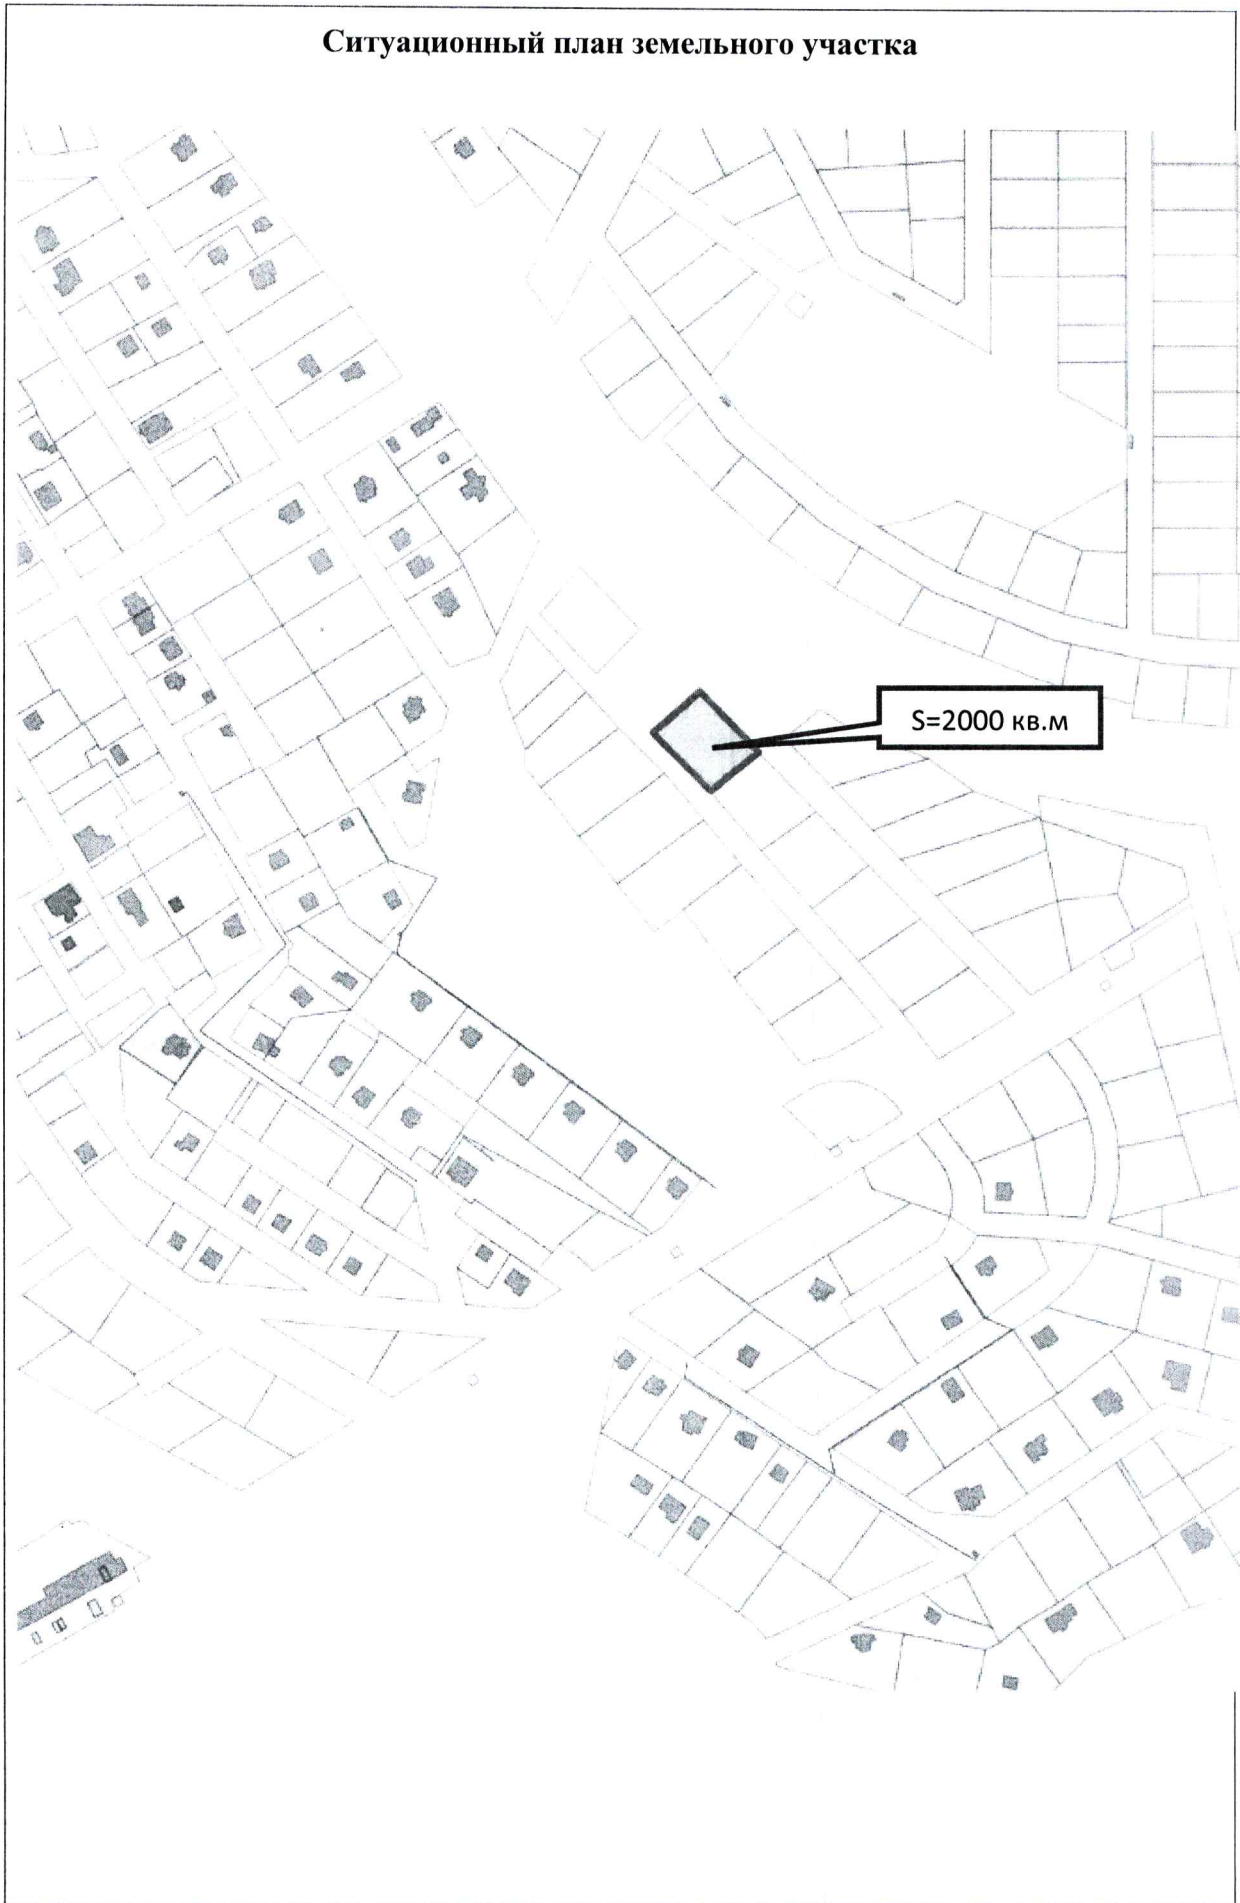 Ситуационный план земельного участка
S=2000 кв.м